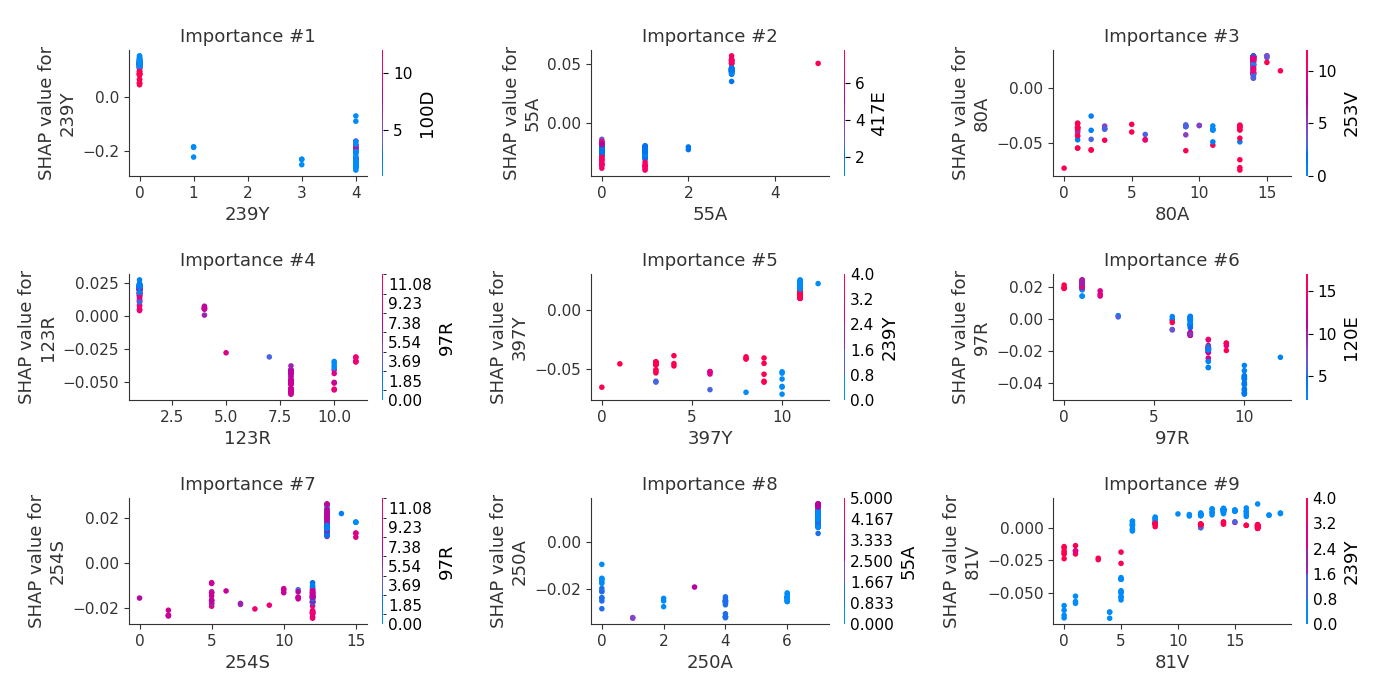 Importance #1
SHAP value for
239Y
0.0
−0.2
0
1
2
3
4
239Y
10
5
100D
Importance #2
SHAP value for
55A
0.05
0.00
0
2
4
55A
6
4
2
417E
Importance #3
SHAP value for
80A
0.00
−0.05
0
5
10
15
80A
10
5
0
253V
Importance #4
SHAP value for
123R
0.025
0.000
−0.025
−0.050
2.5
5.0
7.5
10.0
123R
11.08
9.23
7.38
5.54
3.69
1.85
0.00
97R
Importance #5
SHAP value for
397Y
0.00
−0.05
0
5
10
397Y
4.0
3.2
2.4
1.6
0.8
0.0
239Y
Importance #6
SHAP value for
97R
0.02
0.00
−0.02
−0.04
0
5
10
97R
15
10
5
120E
Importance #7
SHAP value for
254S
0.02
0.00
−0.02
0
5
10
15
254S
11.08
9.23
7.38
5.54
3.69
1.85
0.00
97R
Importance #8
SHAP value for
250A
0.00
−0.02
0
2
4
6
250A
5.000
4.167
3.333
2.500
1.667
0.833
0.000
55A
Importance #9
SHAP value for
81V
0.000
−0.025
−0.050
0
5
10
15
81V
4.0
3.2
2.4
1.6
0.8
0.0
239Y